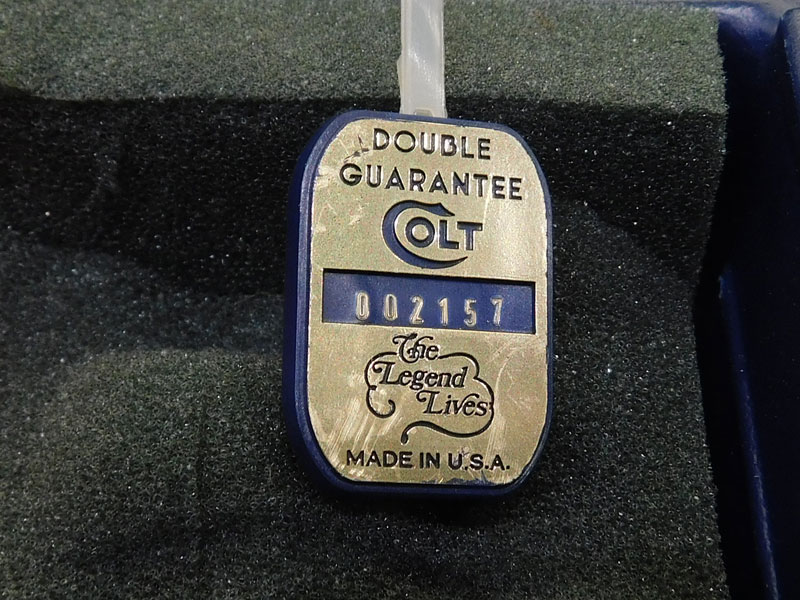 DOUBLE
GUARANTEE
COLT
002157
The
Legend
Lives
MADE IN U.S.A.